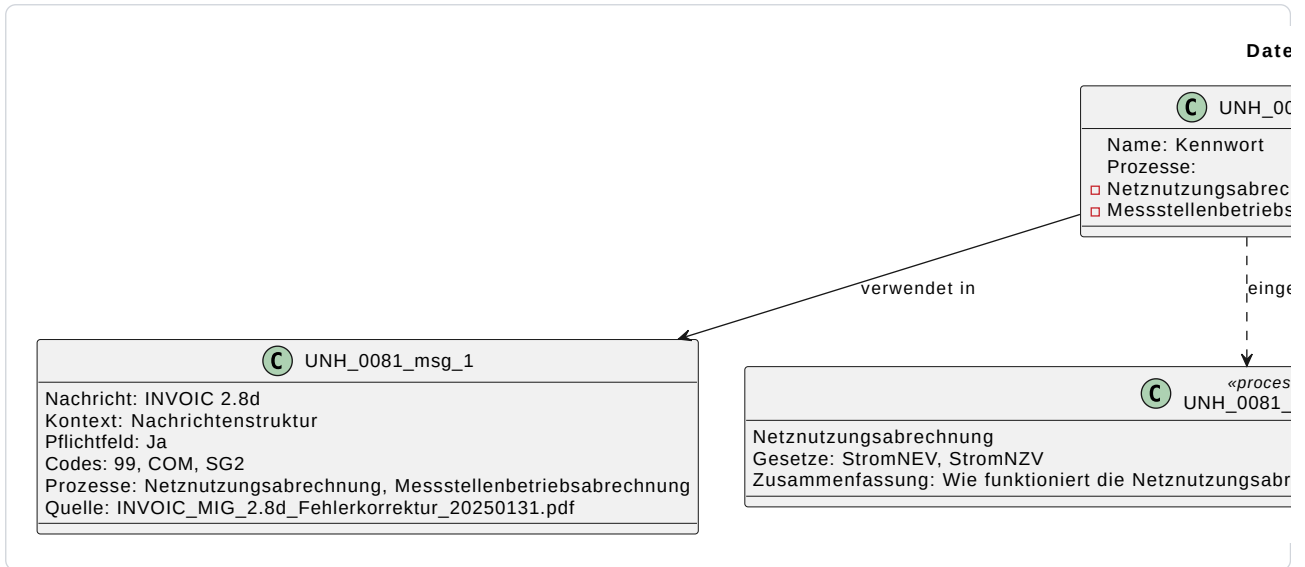 Date
C UNH_00
Name: Kennwort
Prozesse:
Netznutzungsabrec
Messstellenbetriebs
verwendet in
einge
C UNH_0081_msg_1
Nachricht: INVOIC 2.8d
Kontext: Nachrichtenstruktur
Pflichtfeld: Ja
Codes: 99, COM, SG2
Prozesse: Netznutzungsabrechnung, Messstellenbetriebsabrechnung
Quelle: INVOIC_MIG_2.8d_Fehlerkorrektur_20250131.pdf
«proces
C UNH_0081_
Netznutzungsabrechnung
Gesetze: StromNEV, StromNZV
Zusammenfassung: Wie funktioniert die Netznutzungsabr